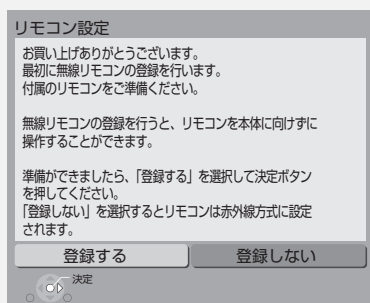 リモコン設定
お買い上げありがとうございます。
最初に無線リモコンの登録を行います。
付属のリモコンをご準備ください。
無線リモコンの登録を行うと、リモコンを本体に向けずに
操作することができます。
準備ができましたら、「登録する」を選択して決定ボタン
を押してください。
「登録しない」を選択するとリモコンは赤外線方式に設定
されます。
登録する
登録しない
決定